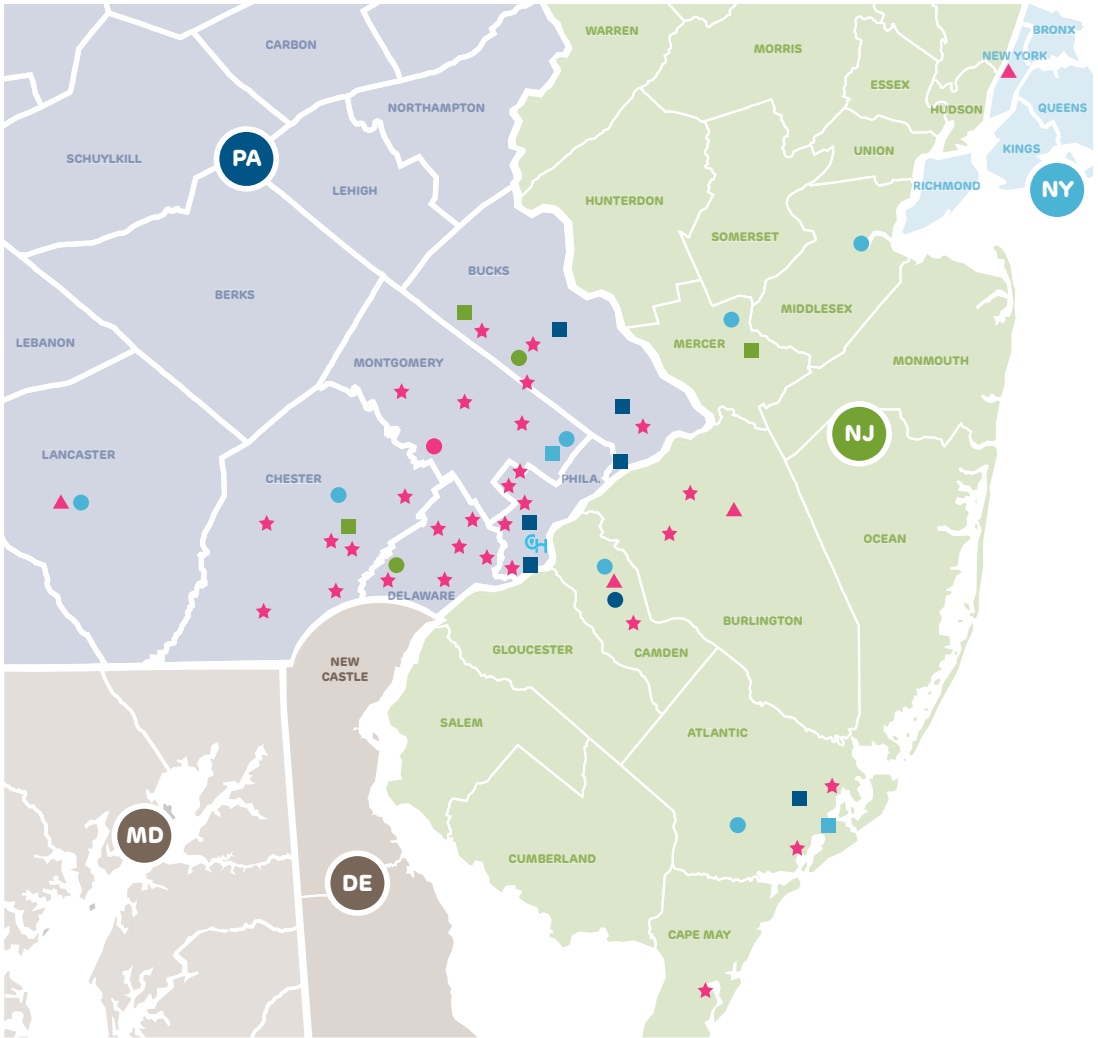 WARREN
BRONX
CARBON
MORRIS
NEW YORK
ESSEX
NORTHAMPTON
HUDSON
QUEENS
SCHUYLKILL
PA
UNION
KINGS
LEHIGH
RICHMOND
NY
HUNTERDON
SOMERSET
BUCKS
BERKS
MIDDLESEX
LEBANON
MERCER
MONTGOMERY
MONMOUTH
NJ
LANCASTER
CHESTER
PHILA.
CH
OCEAN
DELAWARE
BURLINGTON
GLOUCESTER
CAMDEN
NEW
CASTLE
SALEM
ATLANTIC
MD
CUMBERLAND
DE
CAPE MAY